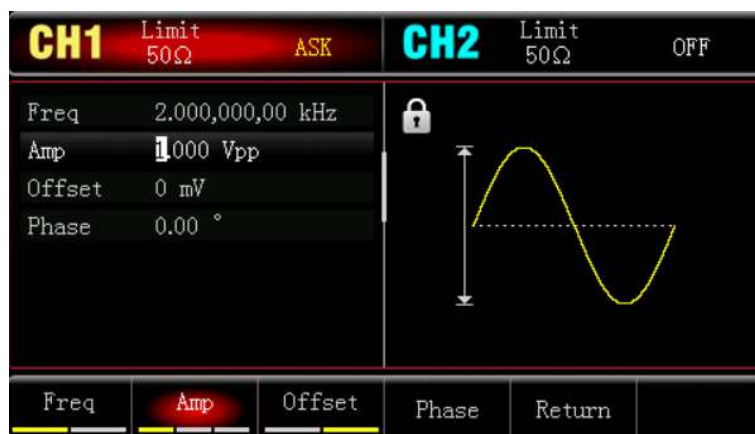 CH1 Limit 50Ω ASK CH2 Limit 50Ω OFF
Freq 2.000,000,00 kHz
Amp 1.000 Vpp
Offset 0 mV
Phase 0.00 °
Freq Amp Offset Phase Return